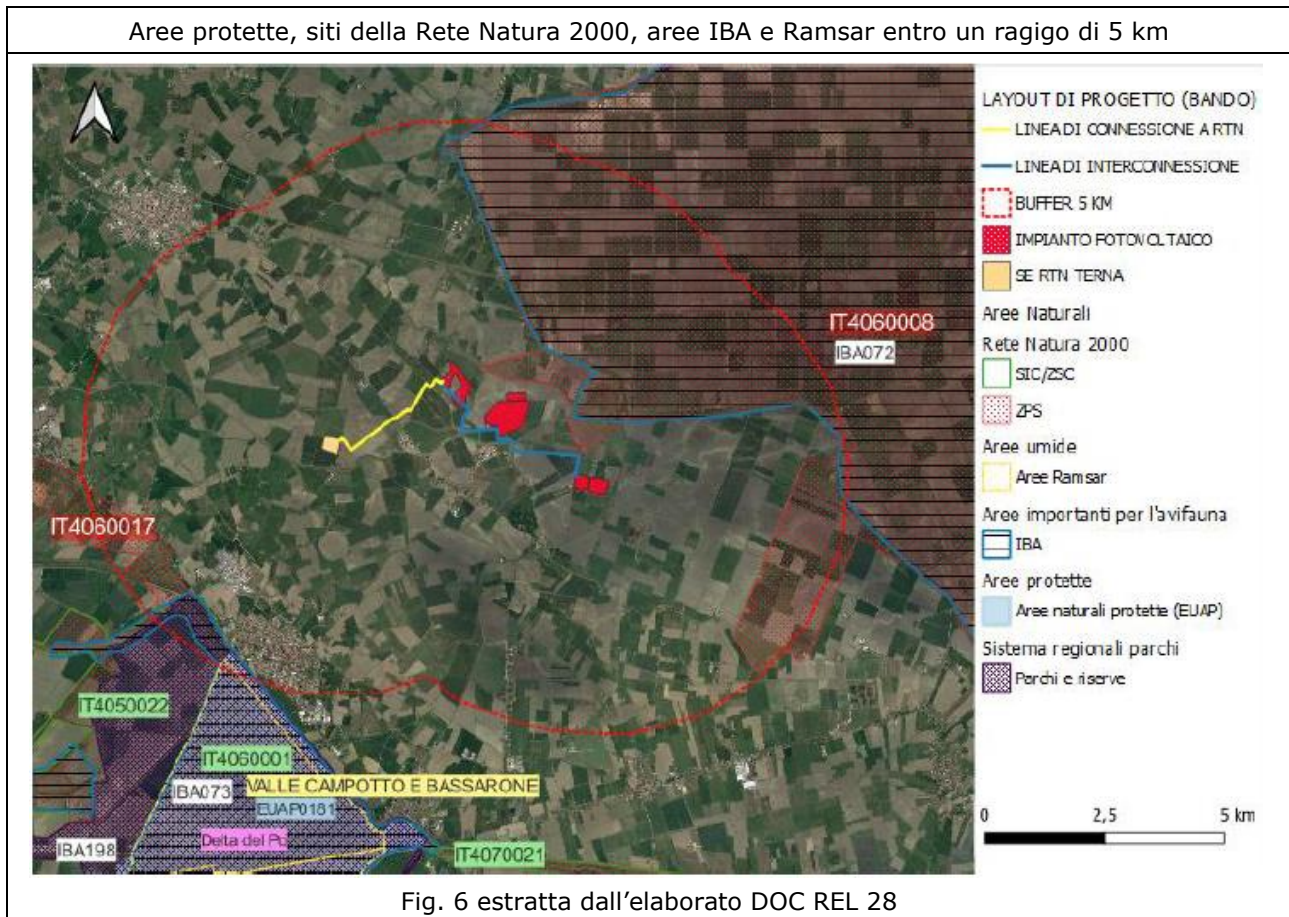 Aree protette, siti della Rete Natura 2000, aree IBA e Ramsar entro un ragigo di 5 km
LAYOUT DI PROGETTO (BANDO)
LINEA DI CONNESSIONE A RTN
LINEA DI INTERCONNESSIONE
BUFFER 5 KM
IMPIANTO FOTOVOLTAICO
SE RTN TERNA
Aree Naturali
Rete Natura 2000
SIC/ZSC
ZPS
Aree umide
Aree Ramsar
Aree importanti per l'avifauna
IBA
Aree protette
Aree naturali protette (EUAP)
Sistema regionali parchi
Parchi e riserve
0 2,5 5 km
IT4060008
IBA072
IT4060017
IT4050022
IT4060001
IBA073
VALLE CAMPOTTO E BASSARONE
EUAP0181
Delta del Po
IBA198
IT4070021
Fig. 6 estratta dall'elaborato DOC REL 28